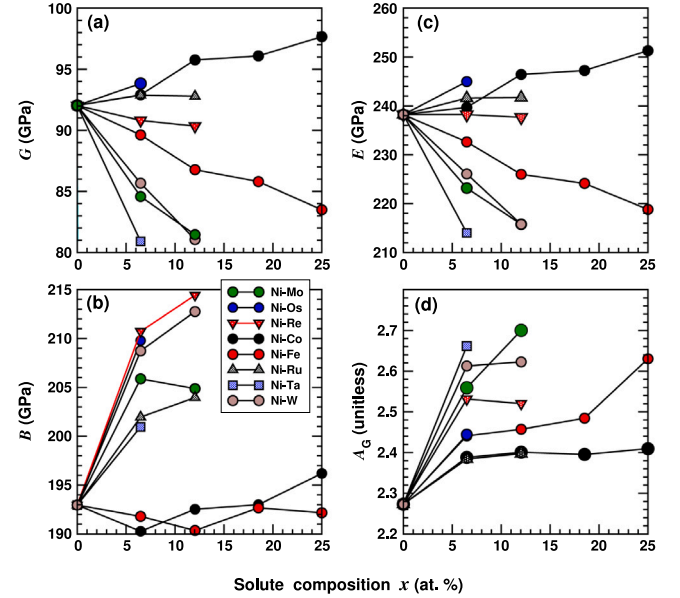 (a)
100
95
90
85
80
G (GPa)
0 5 10 15 20 25
(c)
260
250
240
230
220
210
E (GPa)
0 5 10 15 20 25
(b)
215
210
205
200
195
190
B (GPa)
0 5 10 15 20 25
Ni-Mo
Ni-Os
Ni-Re
Ni-Co
Ni-Fe
Ni-Ru
Ni-Ta
Ni-W
(d)
2.7
2.6
2.5
2.4
2.3
2.2
AG (unitless)
0 5 10 15 20 25
Solute composition x (at. %)